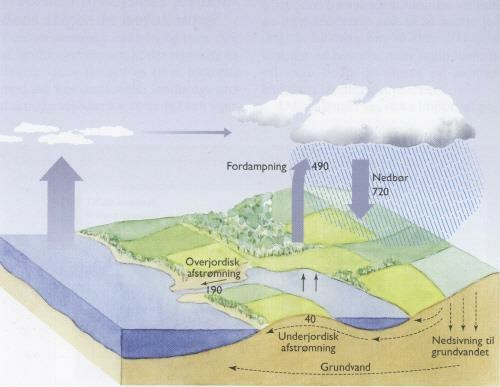 Fordampning
490
Nedbør
720
Overjordisk
afstrømning
190
40
Underjordisk
afstrømning
Nedsivning til
grundvandet
Grundvand